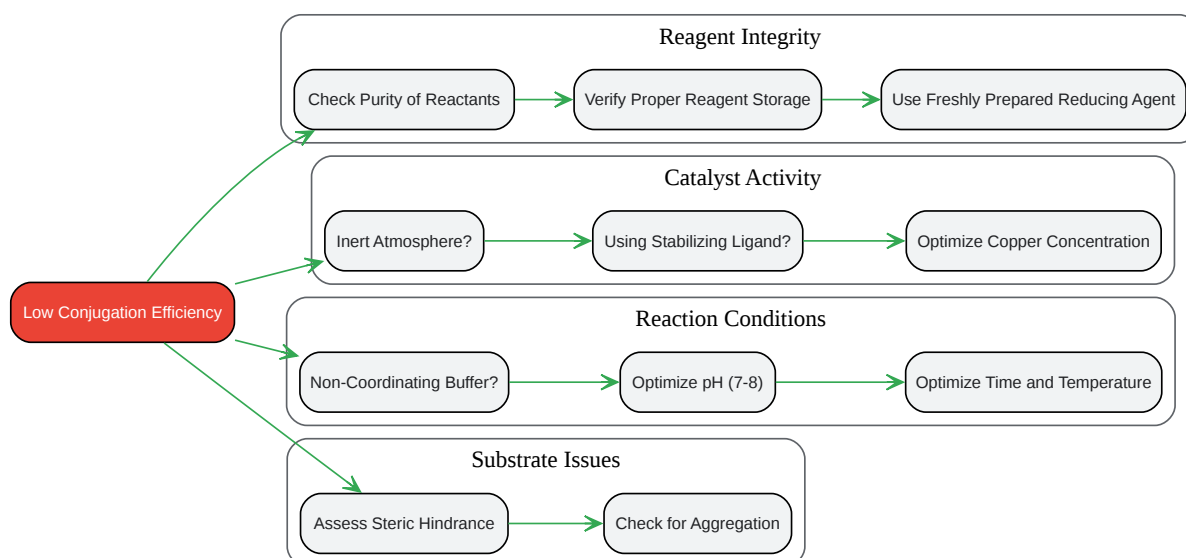 Reagent Integrity
Check Purity of Reactants
Verify Proper Reagent Storage
Use Freshly Prepared Reducing Agent
Catalyst Activity
Inert Atmosphere?
Using Stabilizing Ligand?
Optimize Copper Concentration
Low Conjugation Efficiency
Reaction Conditions
Non-Coordinating Buffer?
Optimize pH (7-8)
Optimize Time and Temperature
Substrate Issues
Assess Steric Hindrance
Check for Aggregation